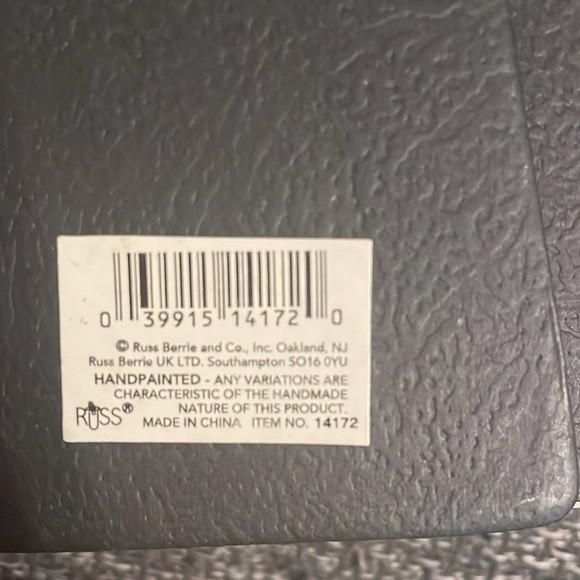 0 39915 14172 0
© Russ Berrie and Co., Inc. Oakland, NJ
Russ Berrie UK LTD. Southampton SO16 0YU
HANDPAINTED - ANY VARIATIONS ARE
CHARACTERISTIC OF THE HANDMADE
NATURE OF THIS PRODUCT.
RUSS® MADE IN CHINA ITEM NO. 14172